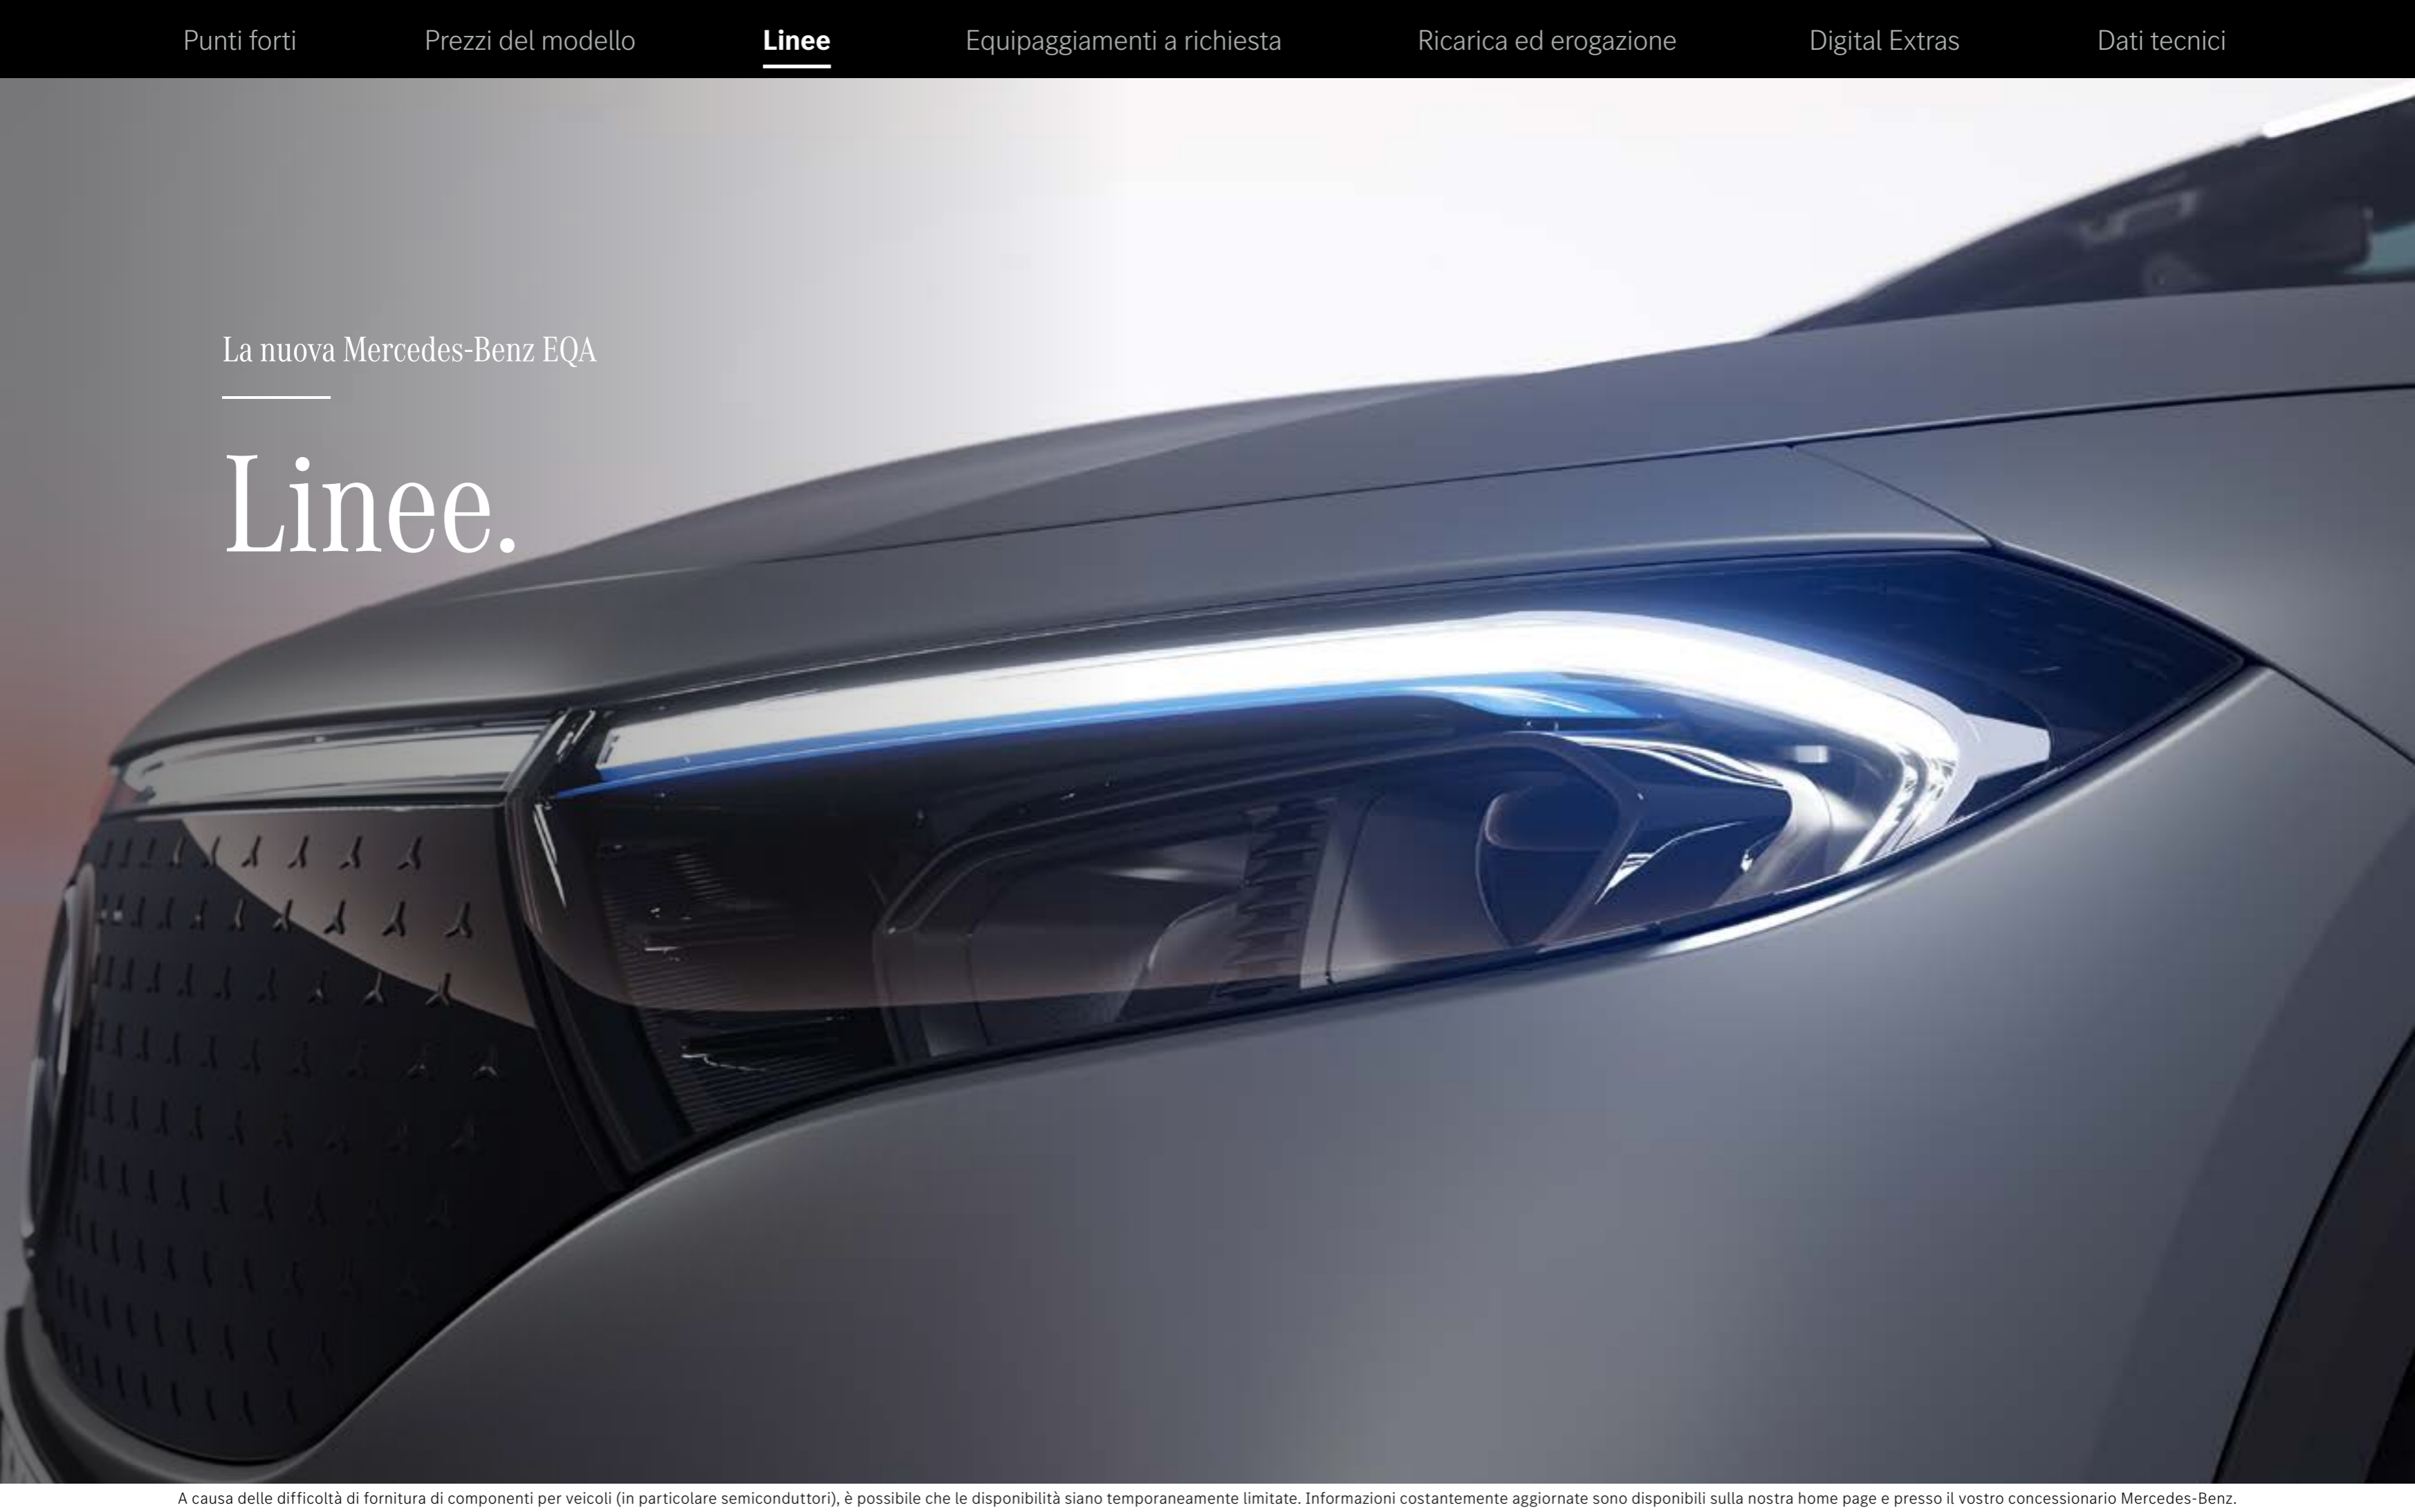 Punti forti Prezzi del modello Linee Equipaggiamenti a richiesta Ricarica ed erogazione Digital Extras Dati tecnici
La nuova Mercedes-Benz EQA
Linee.
A causa delle difficoltà di fornitura di componenti per veicoli (in particolare semiconduttori), è possibile che le disponibilità siano temporaneamente limitate. Informazioni costantemente aggiornate sono disponibili sulla nostra home page e presso il vostro concessionario Mercedes-Benz.